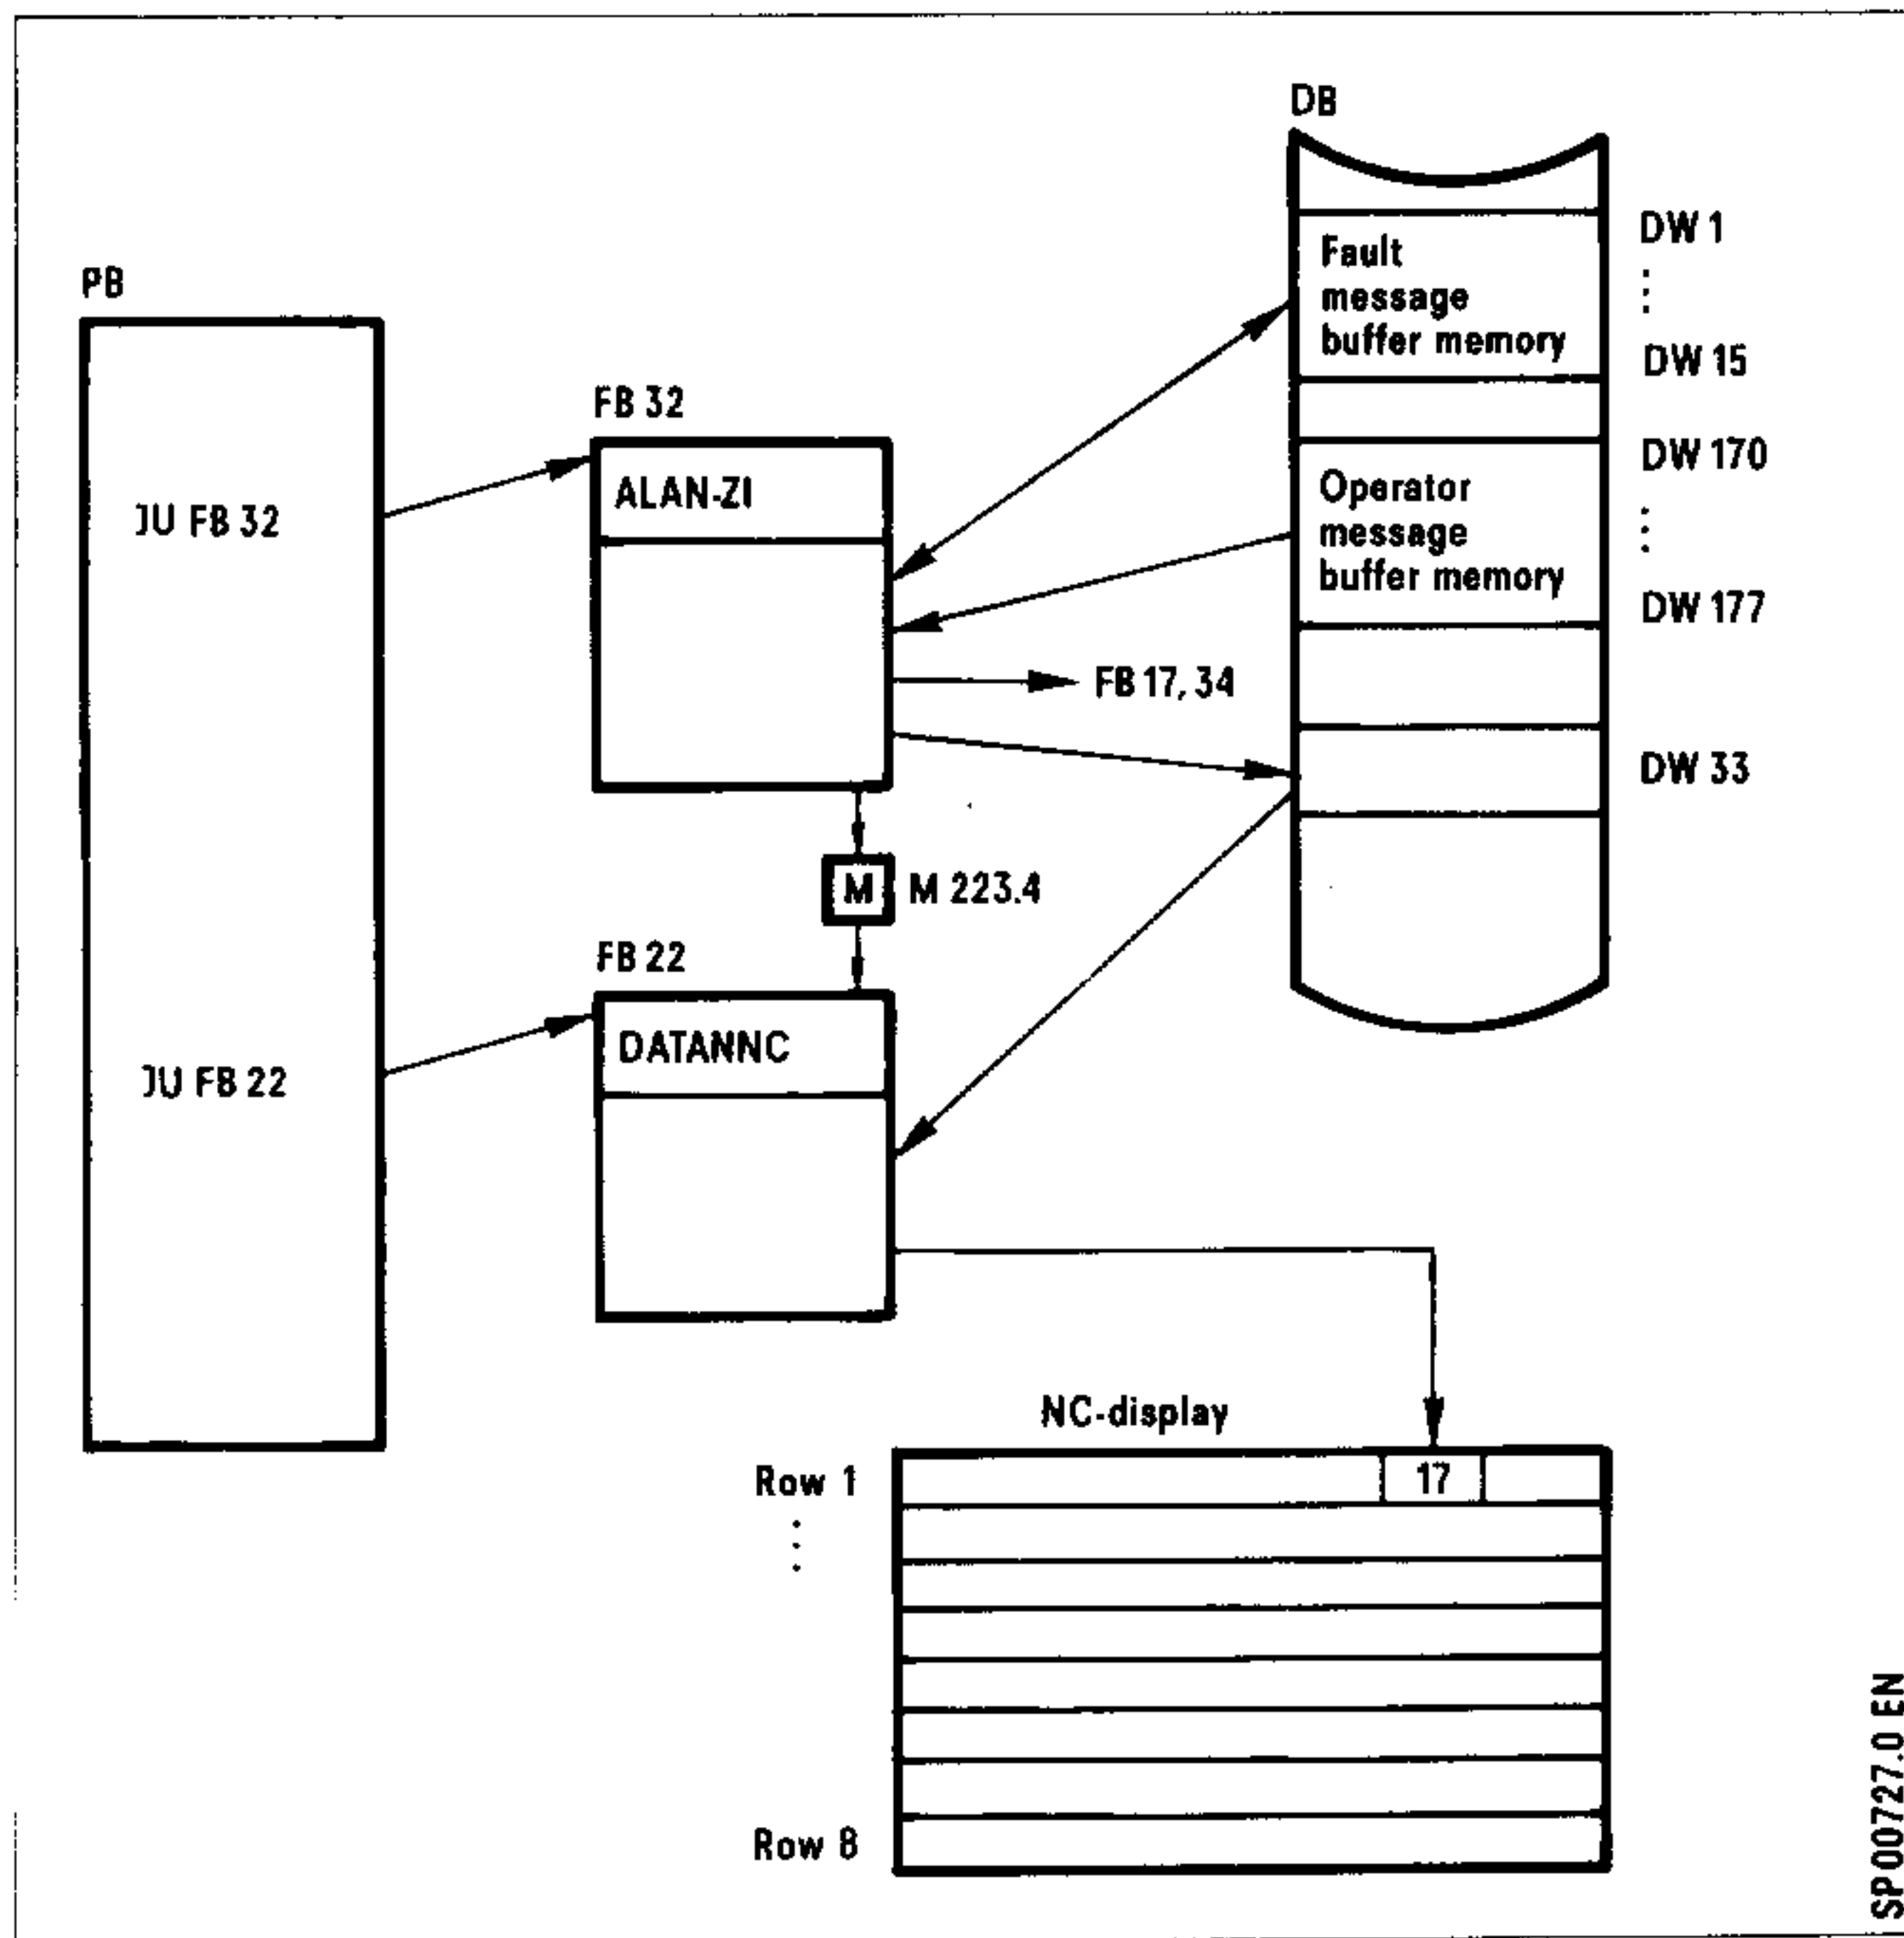 DB
DW 1
Fault
message
buffer memory
DW 15
PB
FB 32
ALAN-ZI
JU FB 32
DW 170
Operator
message
buffer memory
DW 177
FB 17, 34
DW 33
M
M 223.4
FB 22
DATANNC
JU FB 22
NC-display
Row 1
17
Row 8
SP 00727.0 EN